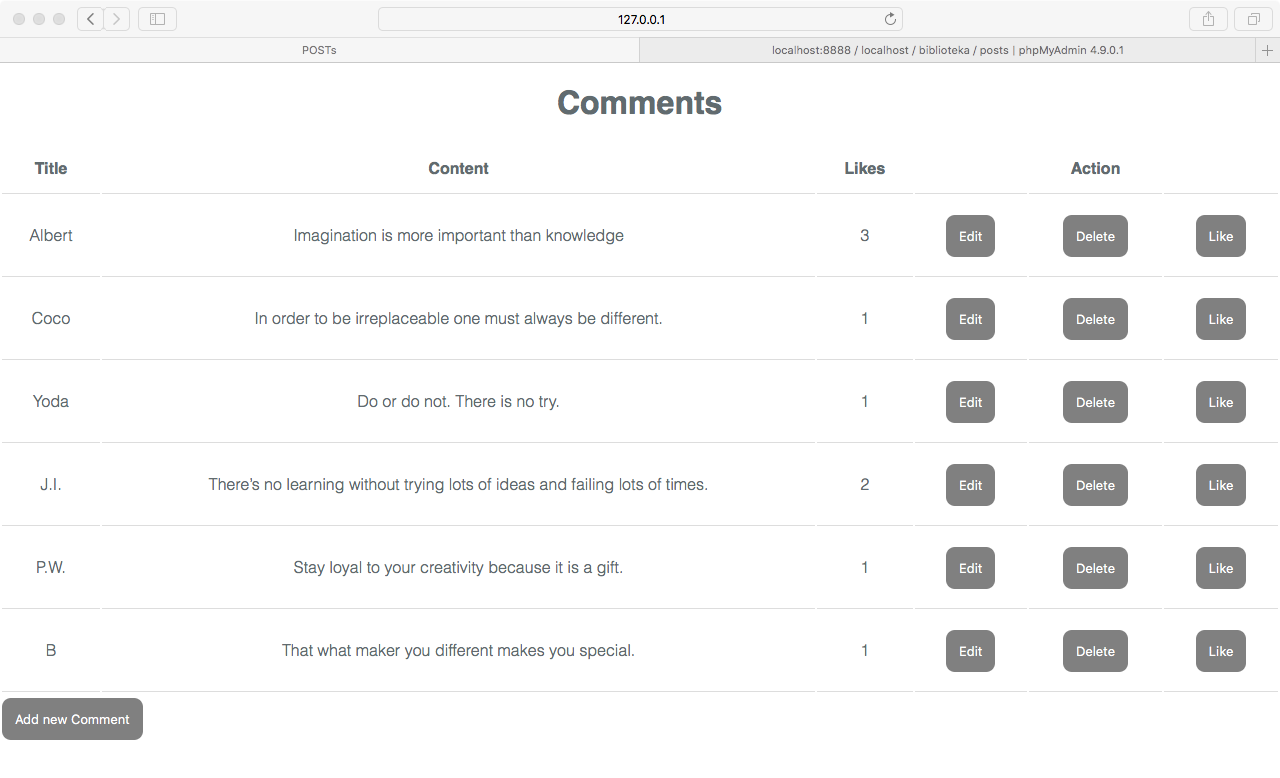 127.0.0.1
POSTs localhost:8888 / localhost / biblioteka / posts | phpMyAdmin 4.9.0.1
Comments
Title Content Likes Action
Albert Imagination is more important than knowledge 3 Edit Delete Like
Coco In order to be irreplaceable one must always be different. 1 Edit Delete Like
Yoda Do or do not. There is no try. 1 Edit Delete Like
J.I. There's no learning without trying lots of ideas and failing lots of times. 2 Edit Delete Like
P.W. Stay loyal to your creativity because it is a gift. 1 Edit Delete Like
B That what maker you different makes you special. 1 Edit Delete Like
Add new Comment